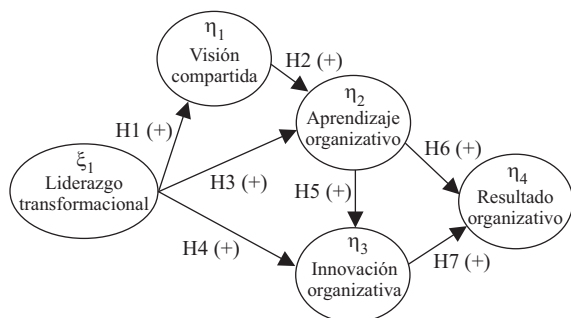 η1
Visión
compartida
H2 (+)
η2
Aprendizaje
organizativo
H1 (+)
ξ1
Liderazgo
transformacional
H3 (+)
H6 (+)
H5 (+)
η4
Resultado
organizativo
H4 (+)
η3
Innovación
organizativa
H7 (+)